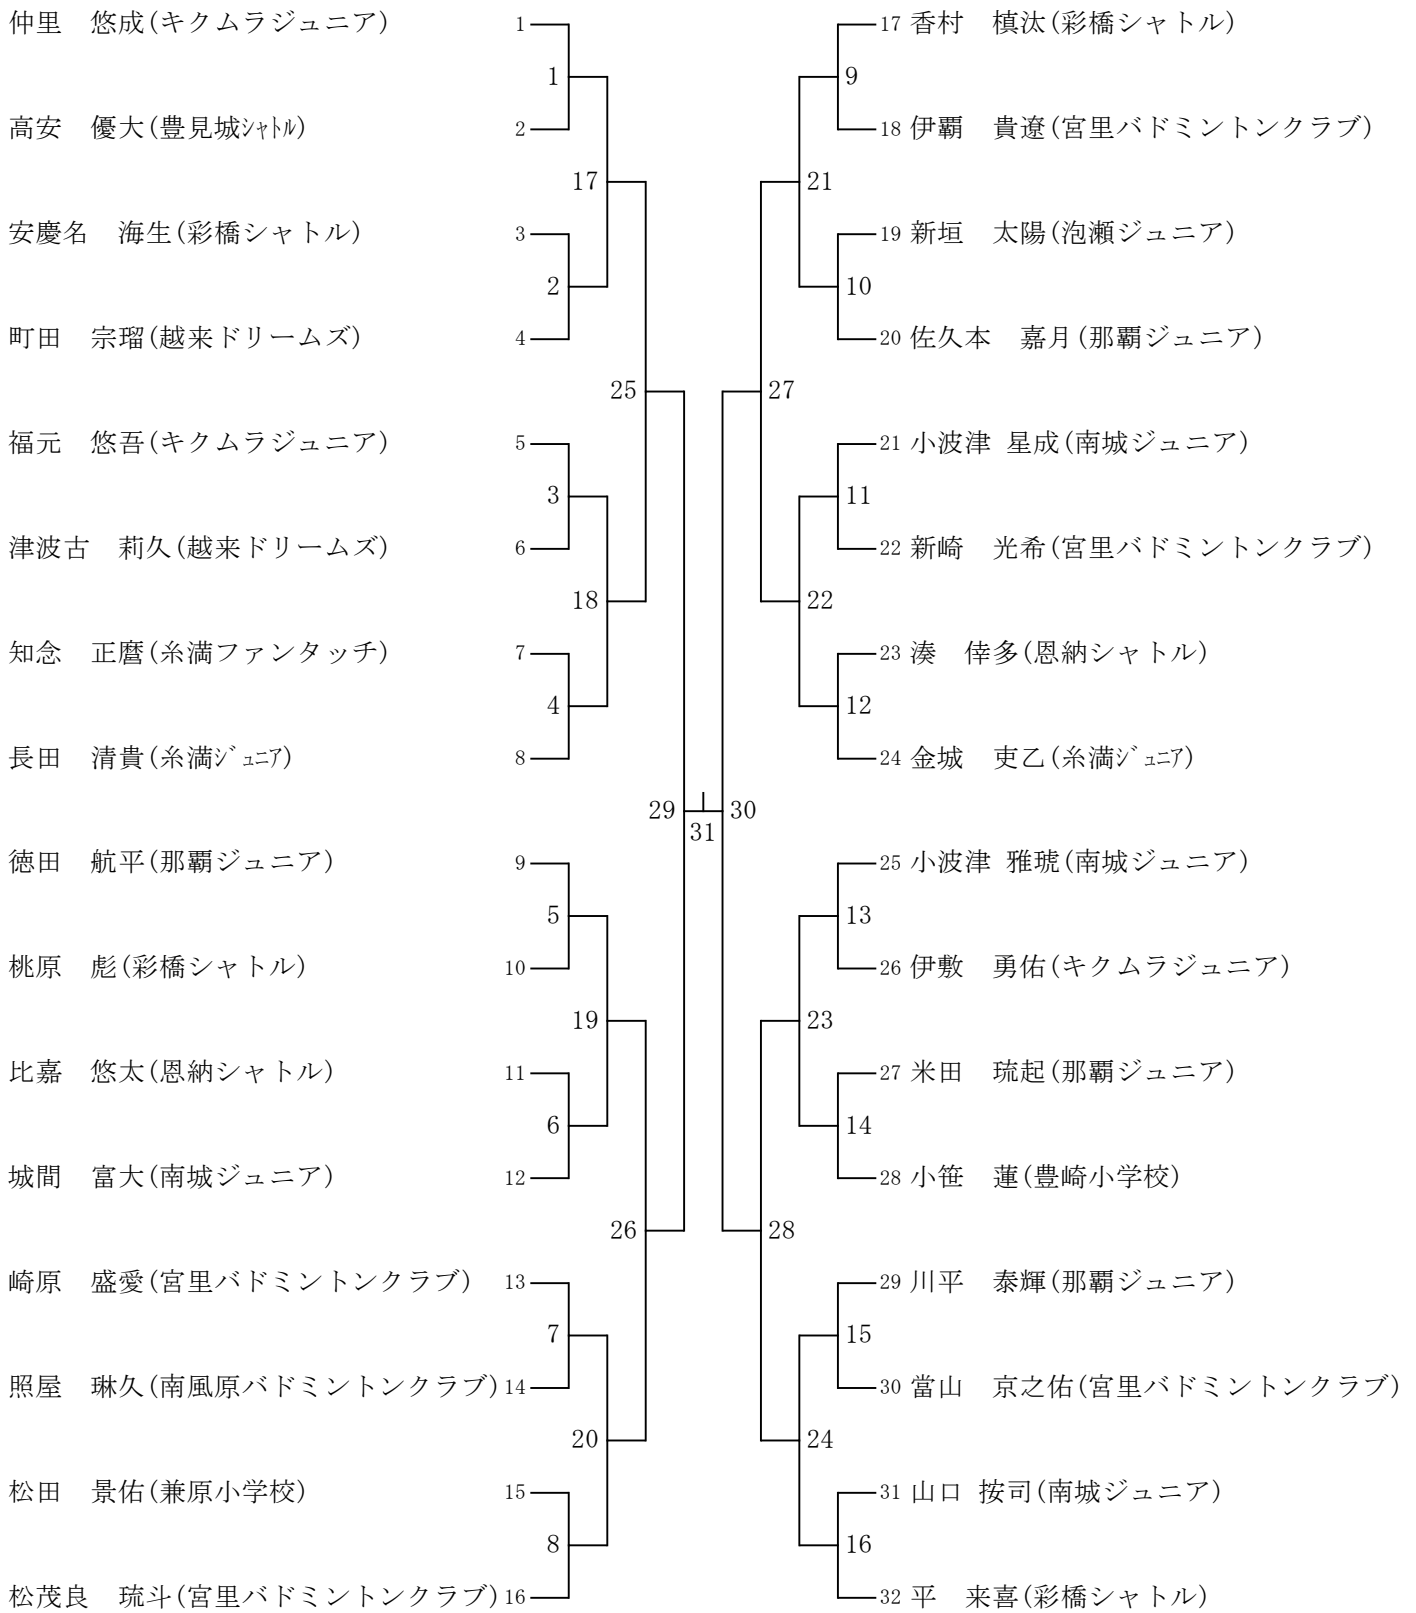 仲里　悠成(キクムラジュニア) 1
1
高安　優大(豊見城ｼｬﾄﾙ) 2
17
安慶名　海生(彩橋シャトル) 3
2
町田　宗瑠(越来ドリームズ) 4
25
福元　悠吾(キクムラジュニア) 5
3
津波古　莉久(越来ドリームズ) 6
18
知念　正麿(糸満ファンタッチ) 7
4
長田　清貴(糸満ｼﾞｭﾆｱ) 8
29
徳田　航平(那覇ジュニア) 9
5
桃原　彪(彩橋シャトル) 10
19
比嘉　悠太(恩納シャトル) 11
6
城間　富大(南城ジュニア) 12
26
崎原　盛愛(宮里バドミントンクラブ) 13
7
照屋　琳久(南風原バドミントンクラブ) 14
20
松田　景佑(兼原小学校) 15
8
松茂良　琉斗(宮里バドミントンクラブ) 16
31
17 香村　槙汰(彩橋シャトル)
9
18 伊覇　貴遼(宮里バドミントンクラブ)
21
19 新垣　太陽(泡瀬ジュニア)
10
20 佐久本　嘉月(那覇ジュニア)
27
21 小波津 星成(南城ジュニア)
11
22 新崎　光希(宮里バドミントンクラブ)
22
23 湊　倖多(恩納シャトル)
12
24 金城　吏乙(糸満ｼﾞｭﾆｱ)
30
25 小波津 雅琥(南城ジュニア)
13
26 伊敷　勇佑(キクムラジュニア)
23
27 米田　琉起(那覇ジュニア)
14
28 小笹　蓮(豊崎小学校)
28
29 川平　泰輝(那覇ジュニア)
15
30 當山　京之佑(宮里バドミントンクラブ)
24
31 山口 按司(南城ジュニア)
16
32 平　来喜(彩橋シャトル)